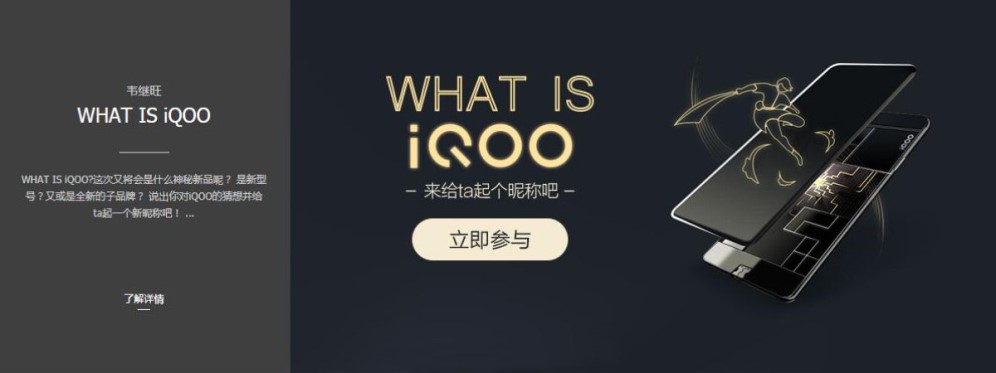 韦继旺
WHAT IS iQOO
WHAT IS iQOO?这次又将会是什么神秘新品呢？ 是新型
号？又或是全新的子品牌？ 说出你对iQOO的猜想并给
ta起一个新昵称吧！ ...
了解详情
WHAT IS
iQOO
– 来给ta起个昵称吧 –
立即参与
iQOO